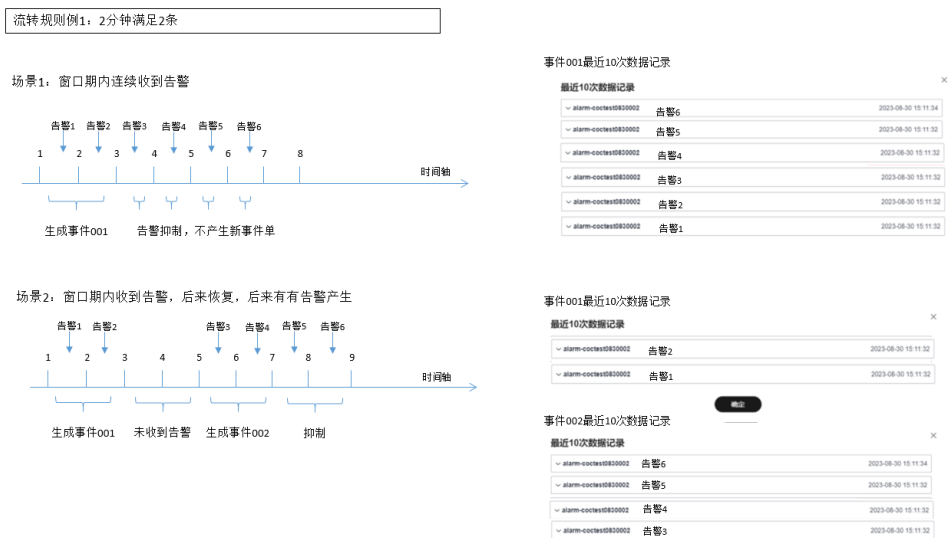 流转规则例1：2分钟满足2条
场景1：窗口期内连续收到告警
告警1 告警2 告警3 告警4 告警5 告警6
1 2 3 4 5 6 7 8
时间轴
生成事件001 告警抑制，不产生新事件单
事件001最近10次数据记录
最近10次数据记录
alarm-coctest0830002 告警6 2023-08-30 15:11:34
alarm-coctest0830002 告警5 2023-08-30 15:11:32
alarm-coctest0830002 告警4 2023-08-30 15:11:32
alarm-coctest0830002 告警3 2023-08-30 15:11:32
alarm-coctest0830002 告警2 2023-08-30 15:11:32
alarm-coctest0830002 告警1 2023-08-30 15:11:32
场景2：窗口期内收到告警，后来恢复，后来有有告警产生
告警1 告警2 告警3 告警4 告警5 告警6
1 2 3 4 5 6 7 8 9
时间轴
生成事件001 未收到告警 生成事件002 抑制
事件001最近10次数据记录
最近10次数据记录
alarm-coctest0830002 告警2 2023-08-30 15:11:32
alarm-coctest0830002 告警1 2023-08-30 15:11:32
确定
事件002最近10次数据记录
最近10次数据记录
alarm-coctest0830002 告警6 2023-08-30 15:11:34
alarm-coctest0830002 告警5 2023-08-30 15:11:32
alarm-coctest0830002 告警4 2023-08-30 15:11:32
alarm-coctest0830002 告警3 2023-08-30 15:11:32